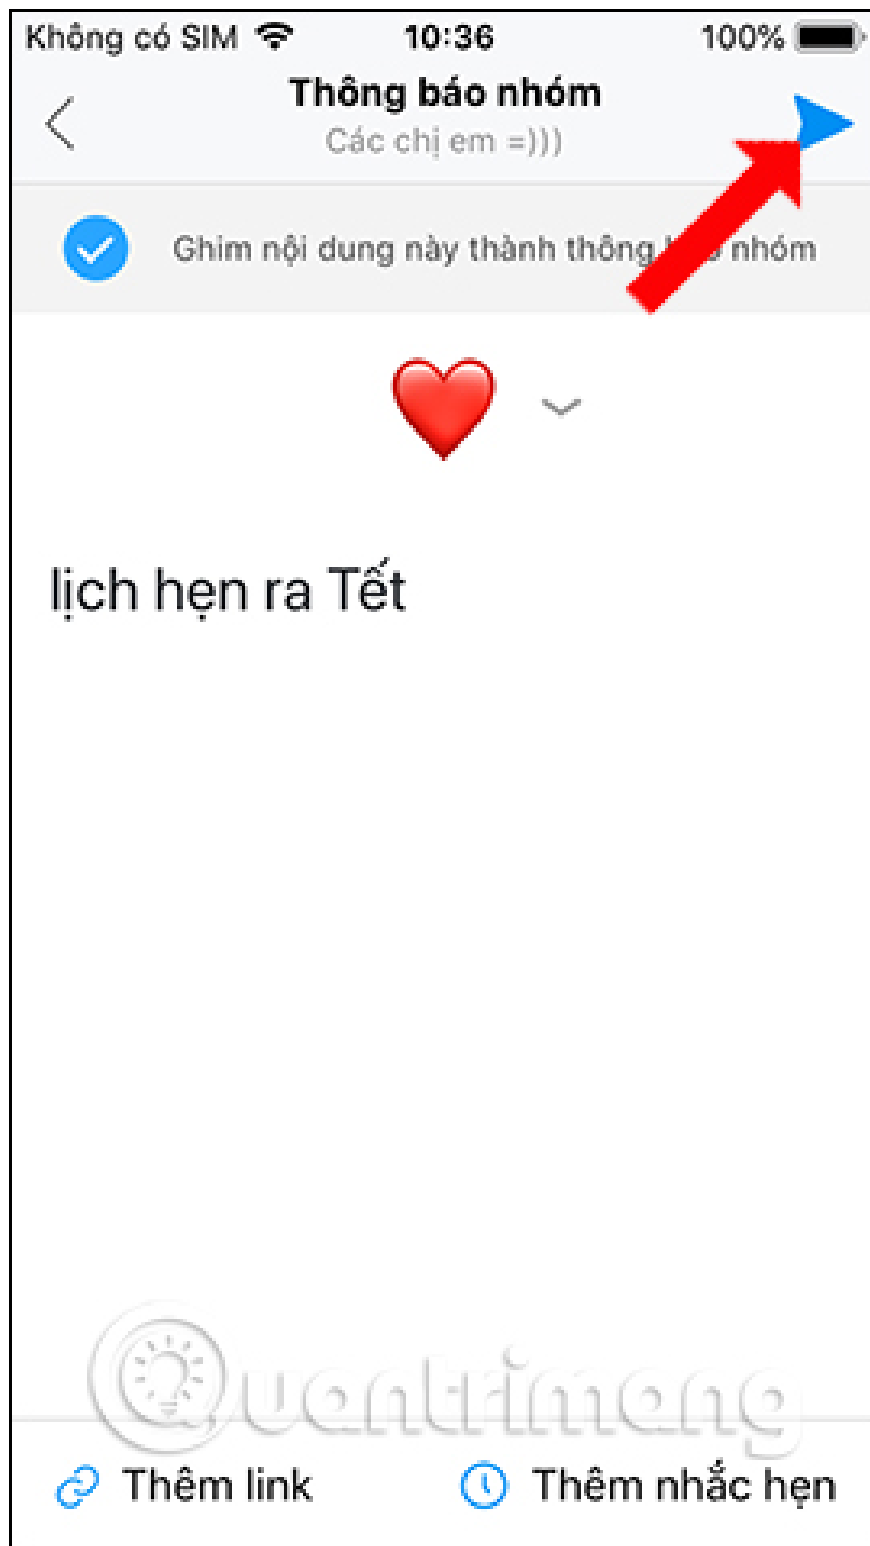 Không có SIM 10:36 100%
Thông báo nhóm
Các chị em =)))
Ghim nội dung này thành thông nhóm
lịch hẹn ra Tết
Quantrimang
Thêm link Thêm nhắc hẹn